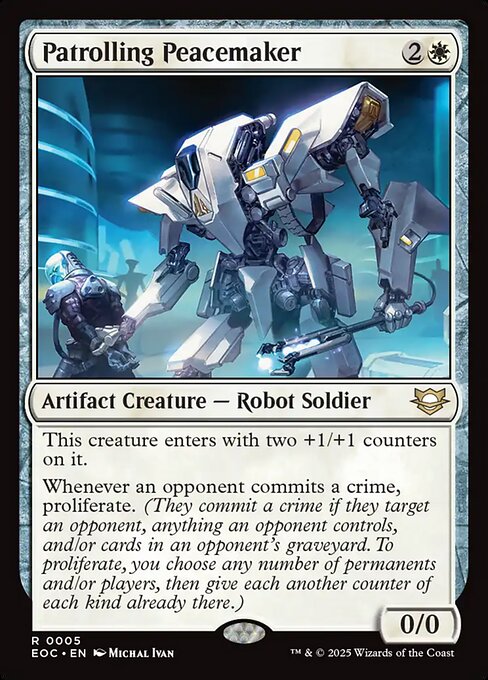 Patrolling Peacemaker 2
Artifact Creature — Robot Soldier
This creature enters with two +1/+1 counters
on it.
Whenever an opponent commits a crime,
proliferate. (They commit a crime if they target
an opponent, anything an opponent controls,
and/or cards in an opponent's graveyard. To
proliferate, you choose any number of permanents
and/or players, then give each another counter of
each kind already there.)
0/0
R 0005
EOC • EN Michal Ivan
™ & © 2025 Wizards of the Coast